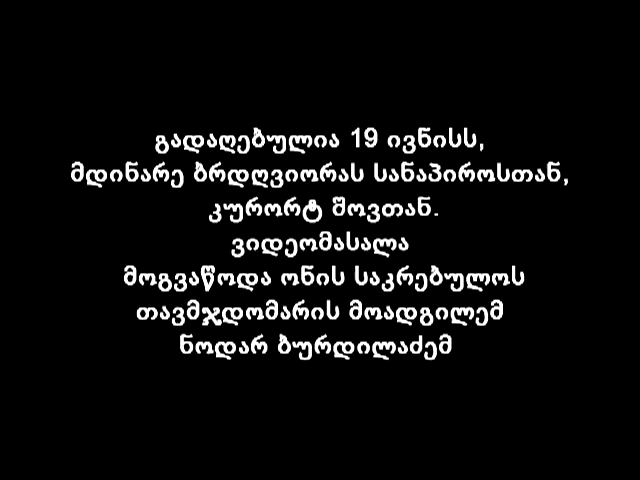 გადაღებულია 19 ივნისს,
მდინარე ბრდღვიორას სანაპიროსთან,
კურორტ შოვთან.
ვიდეომასალა
მოგვაწოდა ონის საკრებულოს
თავმჯდომარის მოადგილემ
ნოდარ ბურდილაძემ